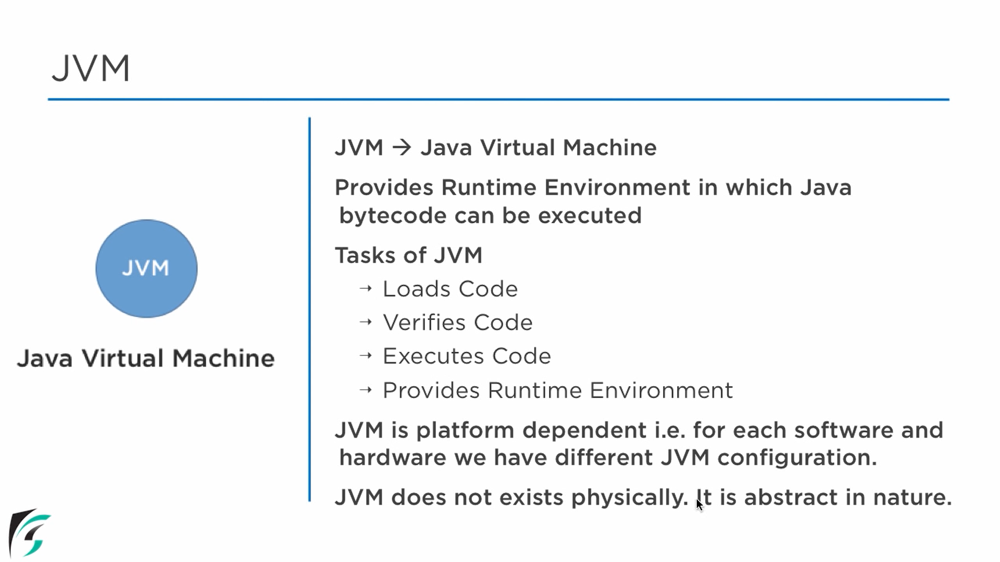 JVM
JVM
Java Virtual Machine
JVM → Java Virtual Machine
Provides Runtime Environment in which Java
bytecode can be executed
Tasks of JVM
→ Loads Code
→ Verifies Code
→ Executes Code
→ Provides Runtime Environment
JVM is platform dependent i.e. for each software and
hardware we have different JVM configuration.
JVM does not exists physically. It is abstract in nature.